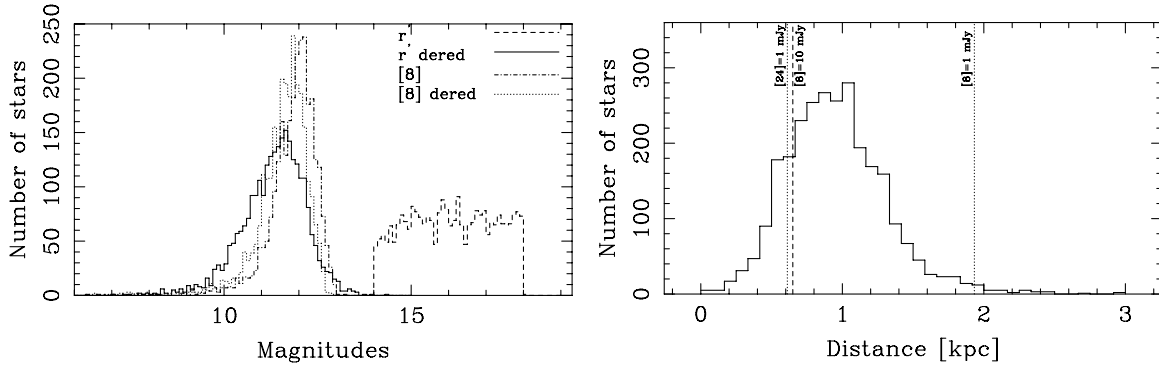 250
200
150
100
50
0
Number of stars
r'
r' dered
[8]
[8] dered
10
15
Magnitudes
300
200
100
0
Number of stars
[24]=1 mJy
[8]=10 mJy
[8]=1 mJy
0
1
2
3
Distance [kpc]